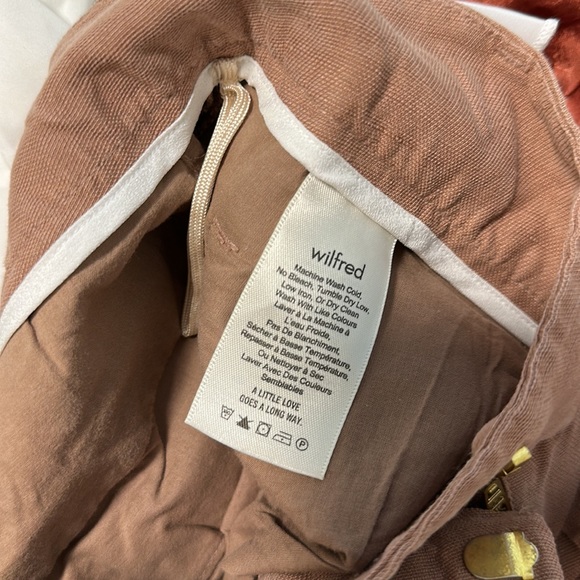 wilfred
Machine Wash Cold,
No Bleach, Tumble Dry Low,
Low Iron, Or Dry Clean
Wash With Like Colours
Laver À La Machine À
L'eau Froide,
Pas De Blanchiment,
Sécher à Basse Température,
Repasser à Basse Température,
Ou Nettoyer à Sec
Laver Avec Des Couleurs
Semblables
A LITTLE LOVE
GOES A LONG WAY.
P